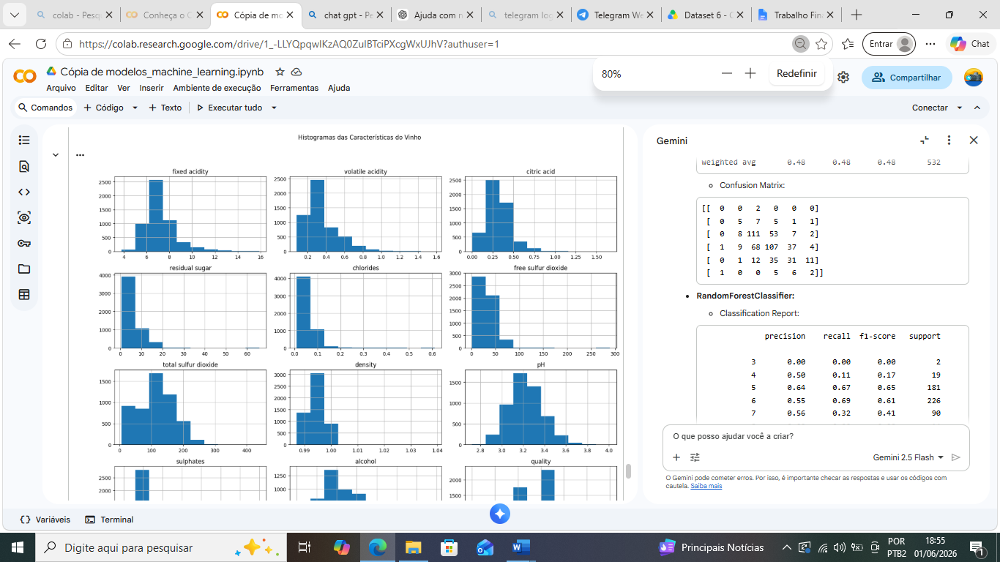 colab - Pesq
Conheça o C
Cópia de mo
chat gpt - Pe
Ajuda com n
telegram log
Telegram We
Dataset 6 - C
Trabalho Fina
https://colab.research.google.com/drive/1_-LLYQpqwIKzAQ0ZuIBTciPXcgWxUJhV?authuser=1
Entrar
Chat
Cópia de modelos_machine_learning.ipynb
80%
Redefinir
Compartilhar
Arquivo Editar Ver Inserir Ambiente de execução Ferramentas Ajuda
Comandos + Código + Texto Executar tudo
Conectar
Histogramas das Características do Vinho
fixed acidity
2500
2000
1500
1000
500
0
4 6 8 10 12 14 16
volatile acidity
2500
2000
1500
1000
500
0
0.2 0.4 0.6 0.8 1.0 1.2 1.4 1.6
citric acid
2500
2000
1500
1000
500
0
0.00 0.25 0.50 0.75 1.00 1.25 1.50
residual sugar
4000
3000
2000
1000
0
0 10 20 30 40 50 60
chlorides
4000
3000
2000
1000
0
0.0 0.1 0.2 0.3 0.4 0.5 0.6
free sulfur dioxide
3000
2500
2000
1500
1000
500
0
0 50 100 150 200 250 300
total sulfur dioxide
1500
1000
500
0
0 100 200 300 400
density
3000
2500
2000
1500
1000
500
0
0.99 1.00 1.01 1.02 1.03 1.04
pH
1500
1000
500
0
2.8 3.0 3.2 3.4 3.6 3.8 4.0
sulphates
2500
2000
alcohol
1250
1000
quality
2000
1500
Gemini
weighted avg 0.48 0.48 0.48 532
Confusion Matrix:
[[ 0 0 2 0 0 0]
[ 0 5 7 5 1 1]
[ 0 8 111 53 7 2]
[ 1 9 68 107 37 4]
[ 0 1 12 35 31 11]
[ 1 0 0 5 6 2]]
RandomForestClassifier:
Classification Report:
precision recall f1-score support
3 0.00 0.00 0.00 2
4 0.50 0.11 0.17 19
5 0.64 0.67 0.65 181
6 0.55 0.69 0.61 226
7 0.56 0.32 0.41 90
O que posso ajudar você a criar?
Gemini 2.5 Flash
O Gemini pode cometer erros. Por isso, é importante checar as respostas e usar os códigos com
cautela. Saiba mais
Variáveis
Terminal
Digite aqui para pesquisar
Principais Notícias
POR
PTB2
18:55
01/06/2026
1